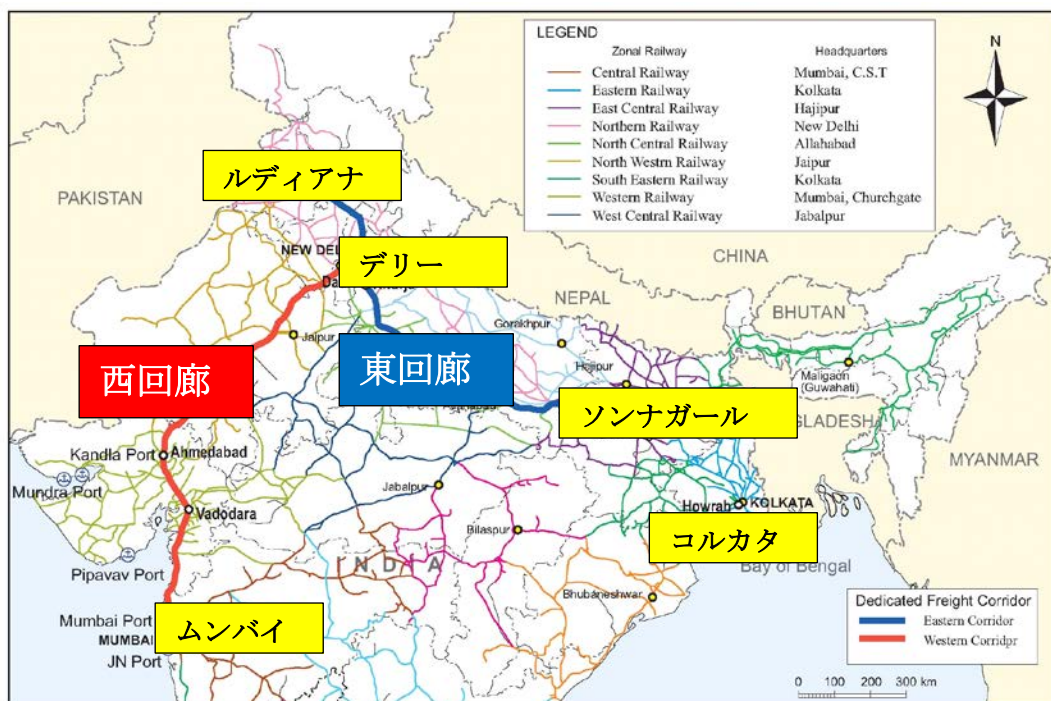 LEGEND
Zonal Railway Headquarters
Central Railway Mumbai, C.S.T
Eastern Railway Kolkata
East Central Railway Hajipur
Northern Railway New Delhi
North Central Railway Allahabad
North Westrn Railway Jaipur
South Eastern Railway Kolkata
Western Railway Mumbai, Churchgate
West Central Railway Jabalpur
N
ルディアナ
PAKISTAN
NEW DEL
デリー
Da
CHINA
NEPAL
BHUTAN
Gorakhpur
Jaipur
西回廊
東回廊
Hajipur
Maligaon
(Guwahati)
ソンナガール
GLADESH
MYANMAR
Kandla Port
Ahmedabad
Mundra Port
Vadodara
Jabalpur
Howrah
KOLKATA
Bilaspur
コルカタ
INDIA
Bay of Bengal
Pipavav Port
Bhubaneshwar
Mumbai Port
MUMBAI
ムンバイ
JN Port
Dedicated Freight Corridor
Eastern Corridor
Western Corridpr
0 100 200 300 km